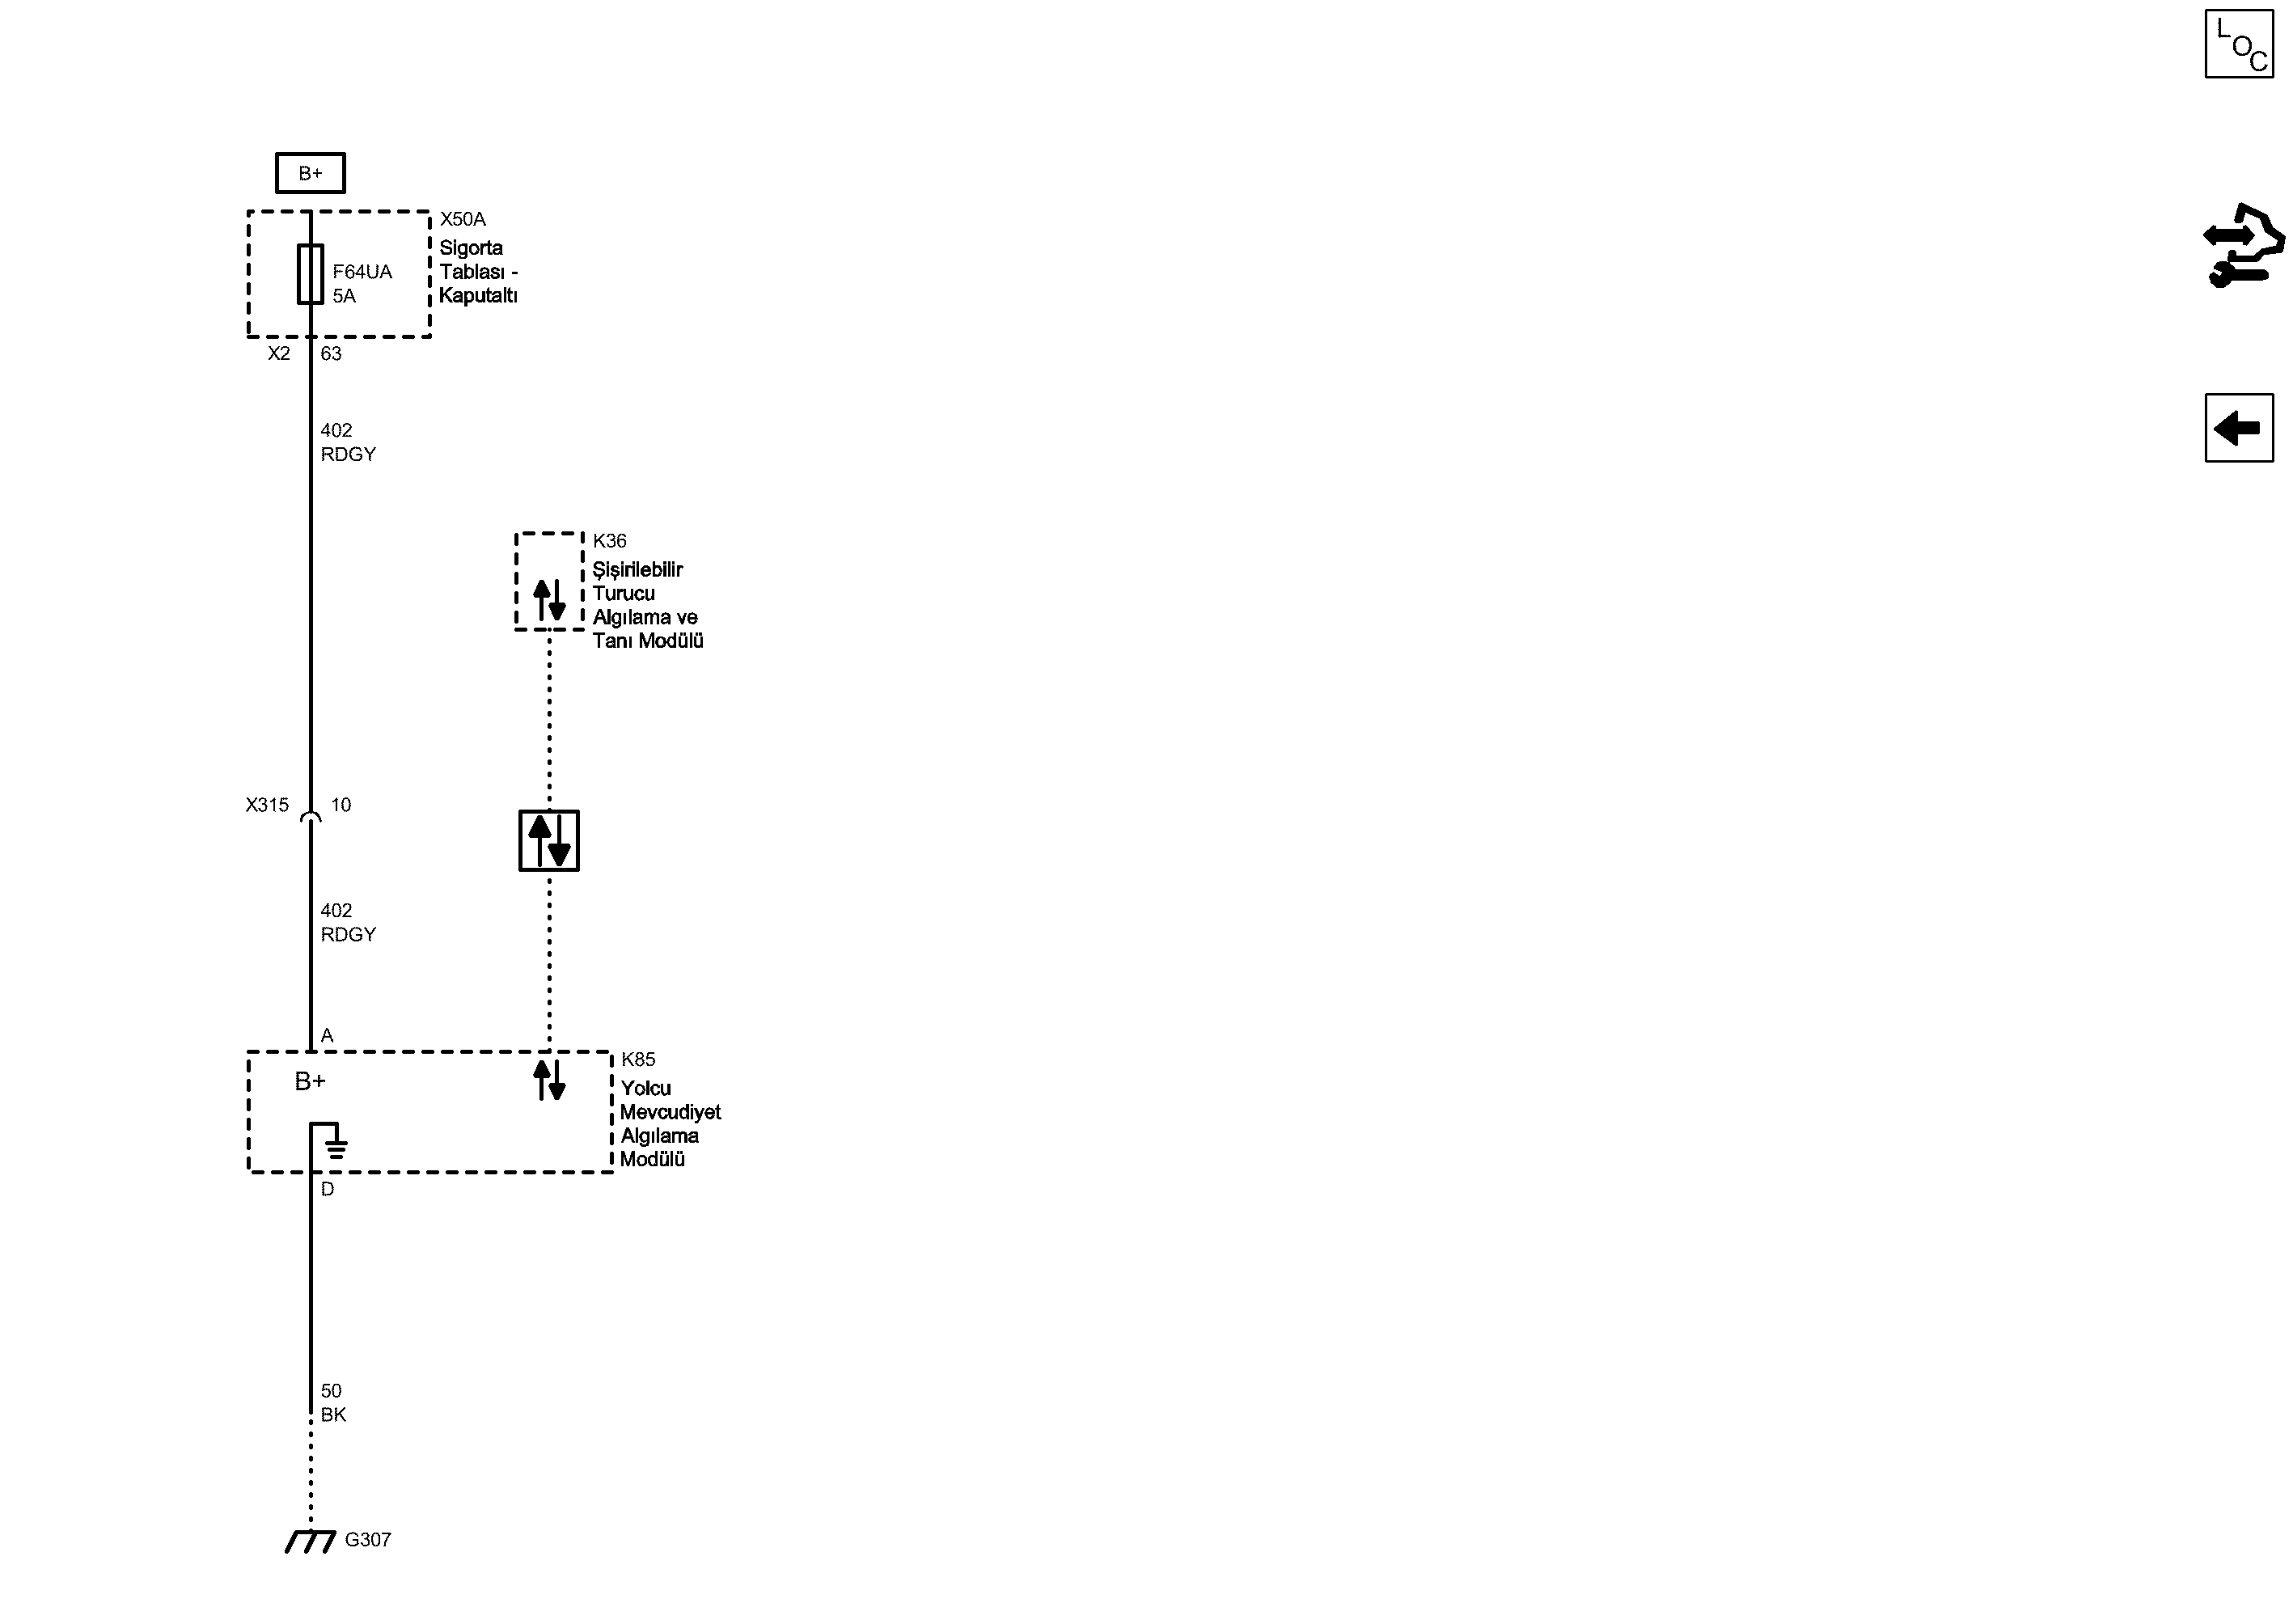 L
O
C
B+
X50A
Sigorta
Tablası -
Kaputaltı
F64UA
5A
X2 63
402
RDGY
K36
Şişirilebilir
Turucu
Algılama ve
Tanı Modülü
X315 10
402
RDGY
A
K85
B+
Yolcu
Mevcudiyet
Algılama
Modülü
D
50
BK
G307